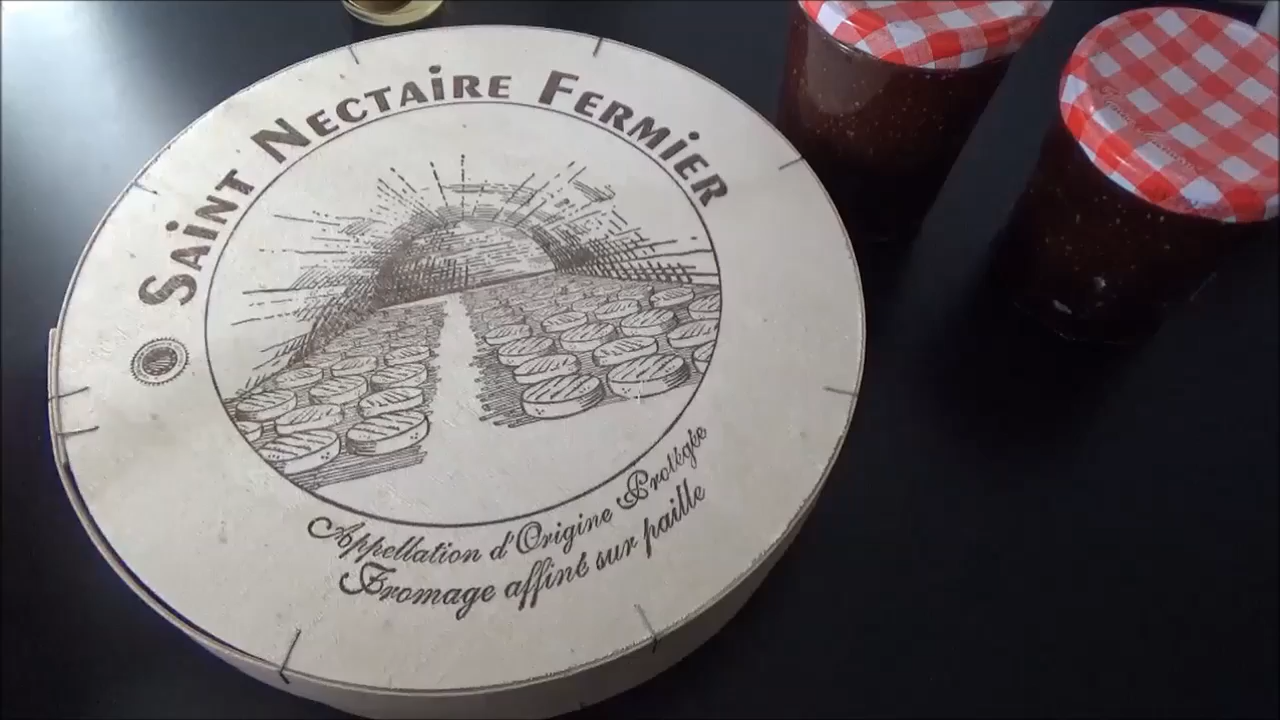 SAiNT NECTAiRE FERMiER
Appellation d'Origine Protégée
Fromage affiné sur paille